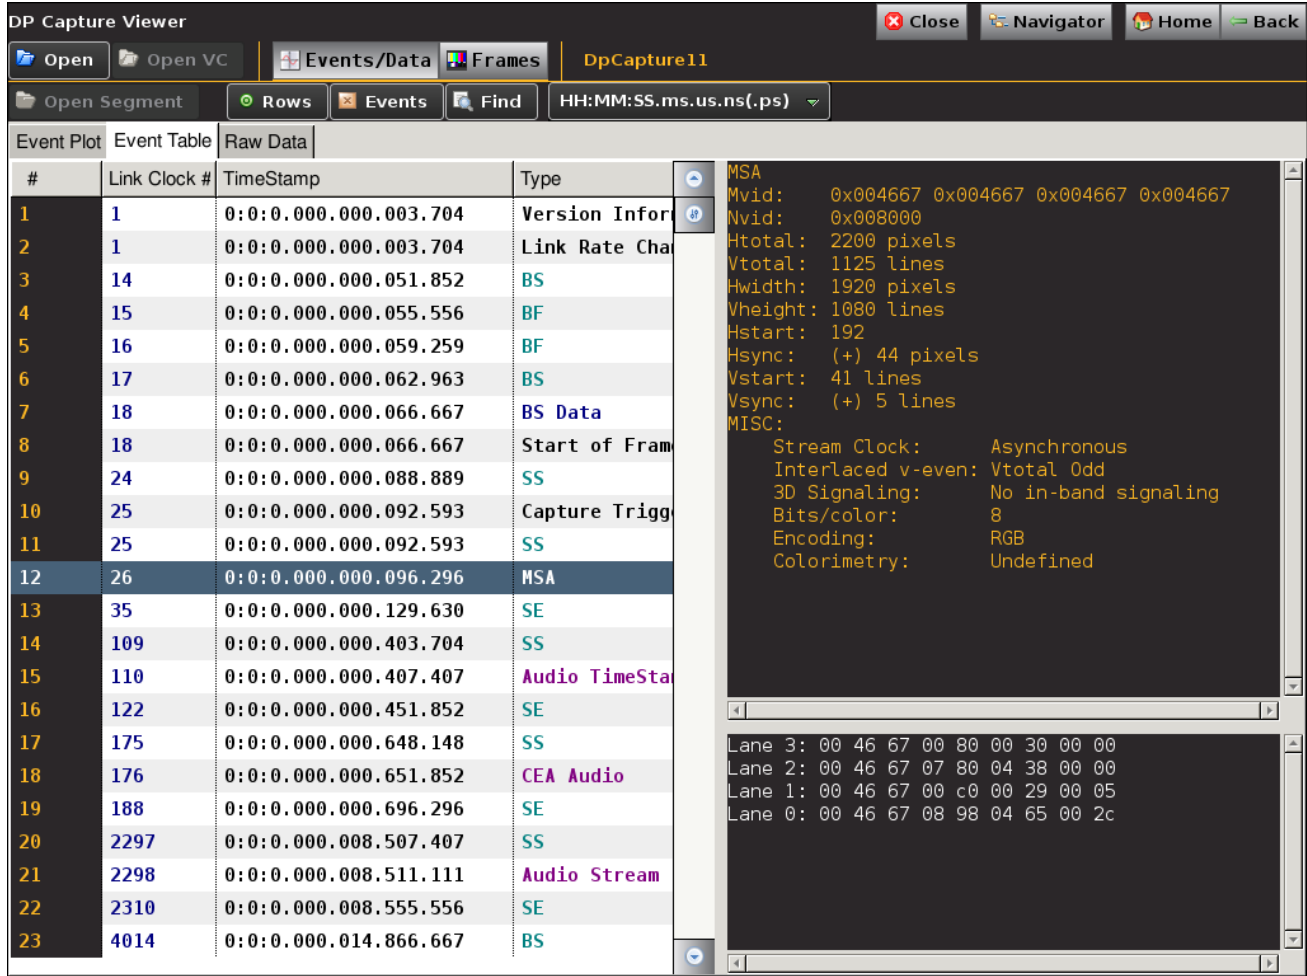 DP Capture Viewer
Close
Navigator
Home
Back
Open
Open VC
Events/Data
Frames
DpCapture11
Open Segment
Rows
Events
Find
HH:MM:SS.ms.us.ns(.ps)
Event Plot
Event Table
Raw Data
# Link Clock # TimeStamp Type
1 1 0:0:0.000.000.003.704 Version Inforr
2 1 0:0:0.000.000.003.704 Link Rate Cha
3 14 0:0:0.000.000.051.852 BS
4 15 0:0:0.000.000.055.556 BF
5 16 0:0:0.000.000.059.259 BF
6 17 0:0:0.000.000.062.963 BS
7 18 0:0:0.000.000.066.667 BS Data
8 18 0:0:0.000.000.066.667 Start of Fram
9 24 0:0:0.000.000.088.889 SS
10 25 0:0:0.000.000.092.593 Capture Trigg
11 25 0:0:0.000.000.092.593 SS
12 26 0:0:0.000.000.096.296 MSA
13 35 0:0:0.000.000.129.630 SE
14 109 0:0:0.000.000.403.704 SS
15 110 0:0:0.000.000.407.407 Audio TimeSta
16 122 0:0:0.000.000.451.852 SE
17 175 0:0:0.000.000.648.148 SS
18 176 0:0:0.000.000.651.852 CEA Audio
19 188 0:0:0.000.000.696.296 SE
20 2297 0:0:0.000.008.507.407 SS
21 2298 0:0:0.000.008.511.111 Audio Stream
22 2310 0:0:0.000.008.555.556 SE
23 4014 0:0:0.000.014.866.667 BS
MSA
Mvid: 0x004667 0x004667 0x004667 0x004667
Nvid: 0x008000
Htotal: 2200 pixels
Vtotal: 1125 lines
Hwidth: 1920 pixels
Vheight: 1080 lines
Hstart: 192
Hsync: (+) 44 pixels
Vstart: 41 lines
Vsync: (+) 5 lines
MISC:
Stream Clock: Asynchronous
Interlaced v-even: Vtotal Odd
3D Signaling: No in-band signaling
Bits/color: 8
Encoding: RGB
Colorimetry: Undefined
Lane 3: 00 46 67 00 80 00 30 00 00
Lane 2: 00 46 67 07 80 04 38 00 00
Lane 1: 00 46 67 00 c0 00 29 00 05
Lane 0: 00 46 67 08 98 04 65 00 2c